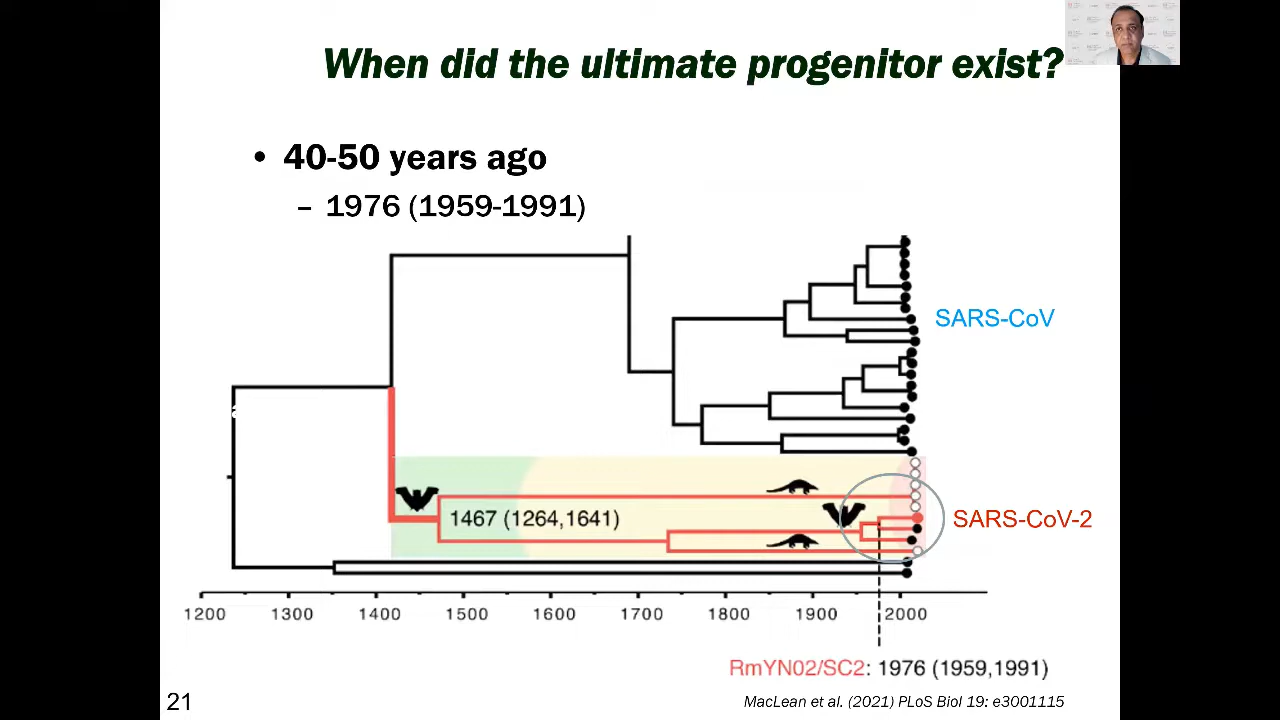 When did the ultimate progenitor exist?
• 40-50 years ago
– 1976 (1959-1991)
SARS-CoV
a
1467 (1264,1641)
SARS-CoV-2
1200 1300 1400 1500 1600 1700 1800 1900 2000
RmYN02/SC2: 1976 (1959,1991)
21
MacLean et al. (2021) PLoS Biol 19: e3001115